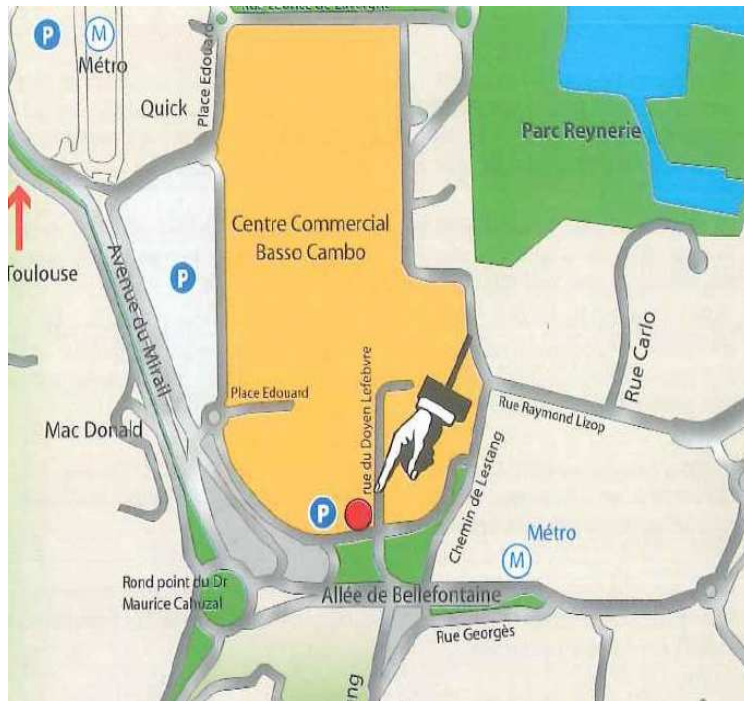 P
M
Métro
Quick
Place Edouard
Parc Reynerie
Centre Commercial
Basso Cambo
P
Toulouse
Avenue du Mirail
Rue Carlo
rue du Doyen Lefebvre
Place Edouard
Rue Raymond Lizop
Mac Donald
Chemin de Lestang
P
Métro
M
Rond point du Dr
Maurice Cahuzal
Allée de Bellefontaine
Rue Georgès